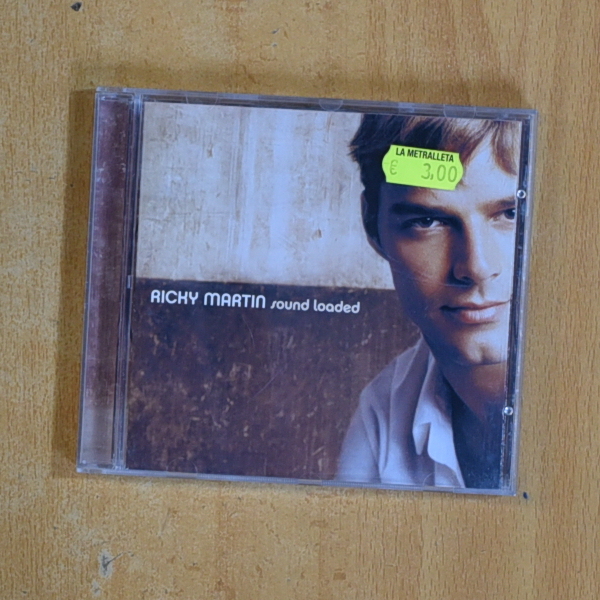 LA METRALLETA
€ 3,00
RICKY MARTIN sound loaded